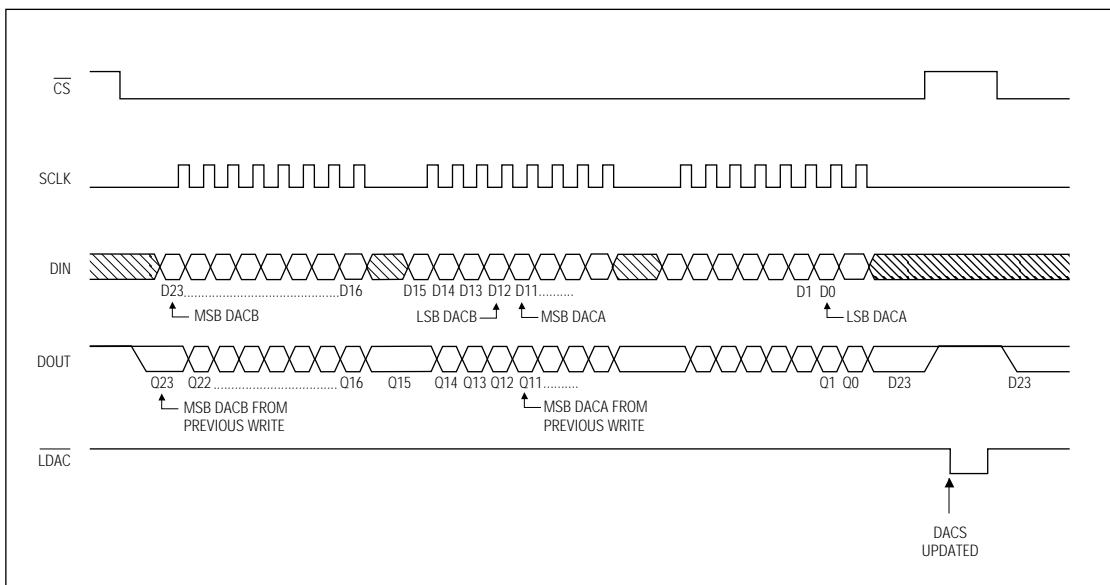 CS
SCLK
DIN
D23..........................................D16 D15 D14 D13 D12 D11..........  D1 D0
MSB DACB LSB DACB MSB DACA LSB DACA
DOUT
Q23 Q22.................................Q16 Q15 Q14 Q13 Q12 Q11.......... Q1 Q0 D23 D23
MSB DACB FROM
PREVIOUS WRITE
MSB DACA FROM
PREVIOUS WRITE
LDAC
DACS
UPDATED